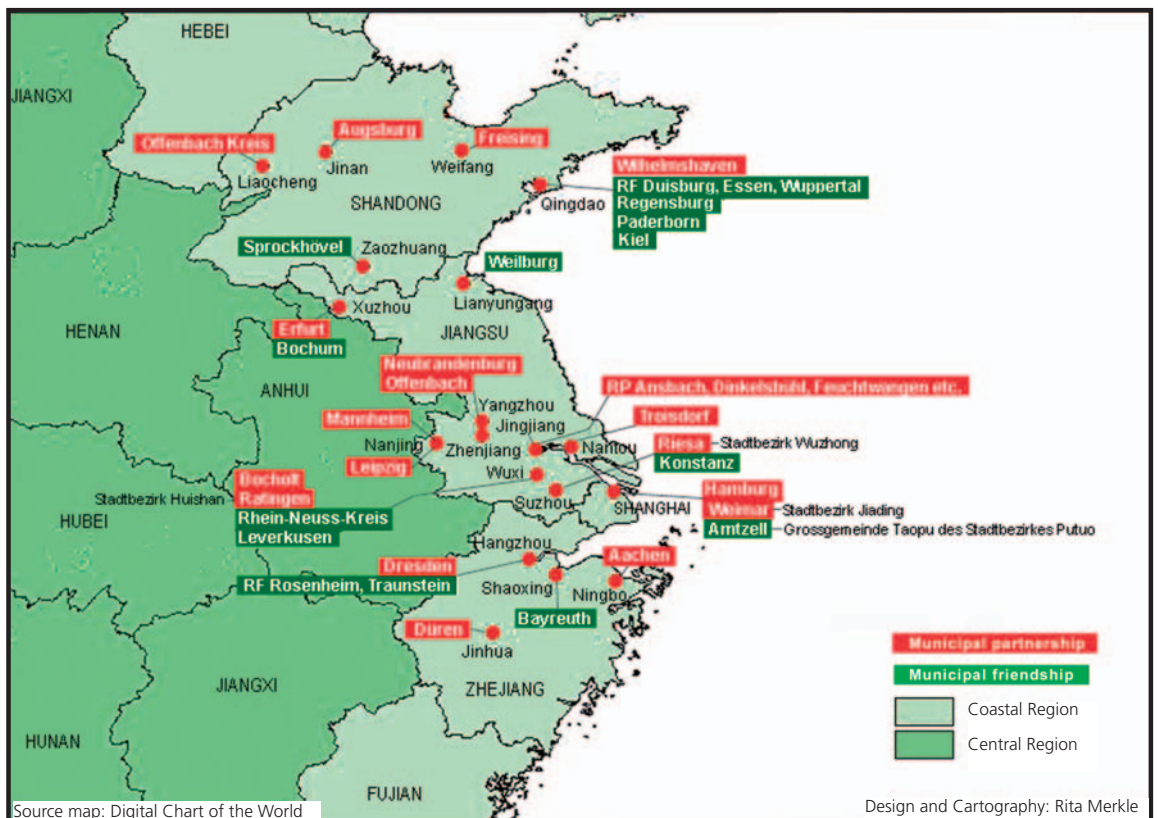 HEBEI
JIANGXI
Augsburg
Freising
Offenbach Kreis
Jinan
Weifang
Liaocheng
Wilhelmshaven
RF Duisburg, Essen, Wuppertal
Regensburg
Paderborn
Kiel
Qingdao
SHANDONG
Sprockhövel
Zaozhuang
Weilburg
Lianyungang
Xuzhou
HENAN
JIANGSU
Erfurt
Bochum
ANHUI
Neubrandenburg
Offenbach
RP Ansbach, Dinkelsbühl, Feuchtwangen etc.
Yangzhou
Jingjiang
Troisdorf
Mannheim
Nanjing
Zhenjiang
Nantou
Riesa
Stadtbezirk Wuzhong
Konstanz
Leipzig
Wuxi
Bocholt
Ratingen
Stadtbezirk Huishan
Rhein-Neuss-Kreis
Leverkusen
Suzhou
SHANGHAI
Hamburg
Weimar
Stadtbezirk Jiading
Amtzell
Grossgemeinde Taopu des Stadtbezirkes Putuo
HUBEI
Hangzhou
Dresden
RF Rosenheim, Traunstein
Shaoxing
Aachen
Ningbo
Bayreuth
Düren
Jinhua
JIANGXI
ZHEJIANG
HUNAN
FUJIAN
Municipal partnership
Municipal friendship
Coastal Region
Central Region
Source map: Digital Chart of the World
Design and Cartography: Rita Merkle